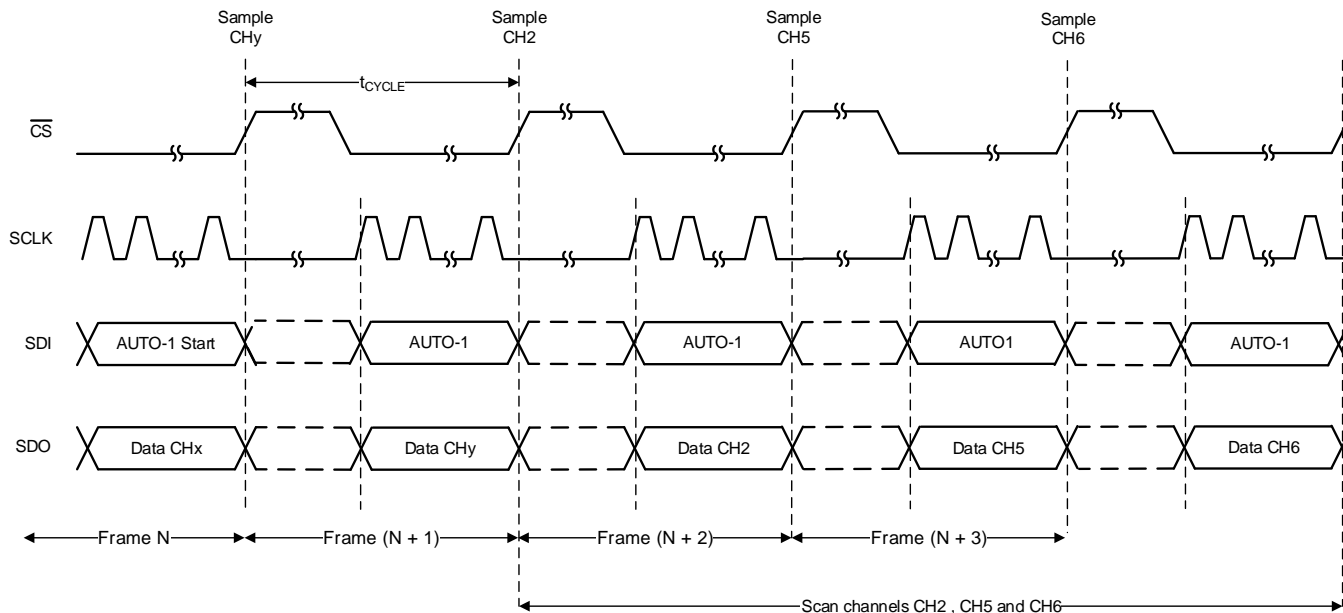 Sample
CHy
Sample
CH2
Sample
CH5
Sample
CH6
tCYCLE
CS
SCLK
SDI
AUTO-1 Start
AUTO-1
AUTO-1
AUTO1
AUTO-1
SDO
Data CHx
Data CHy
Data CH2
Data CH5
Data CH6
Frame N
Frame (N + 1)
Frame (N + 2)
Frame (N + 3)
Scan channels CH2 , CH5 and CH6